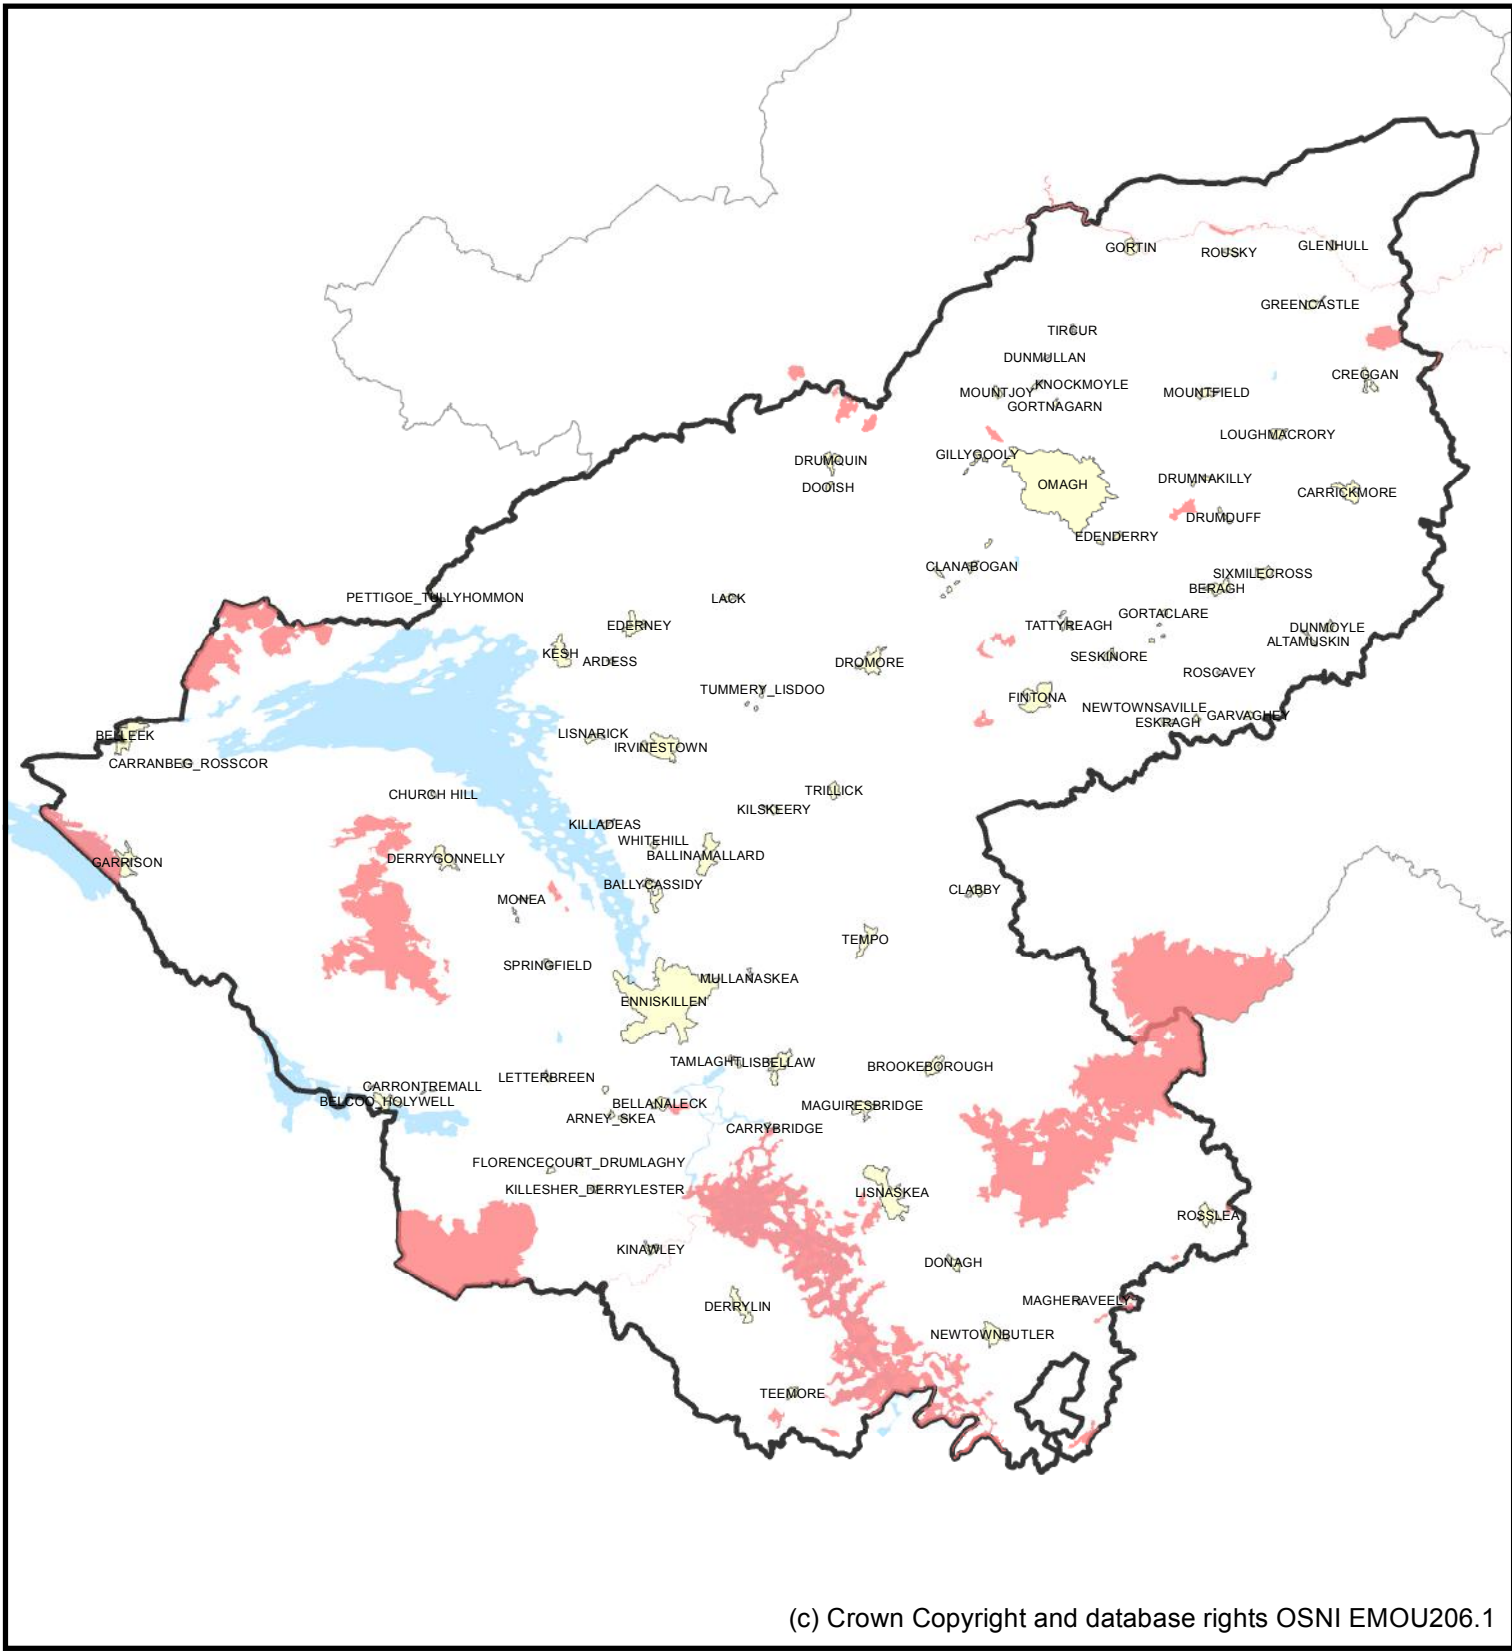 GORTIN
ROUSKY
GLENHULL
GREENCASTLE
TIRCUR
DUNMULLAN
CREGGAN
KNOCKMOYLE
MOUNTJOY
MOUNTFIELD
GORTNAGARN
LOUGHMACRORY
GILLYGOOLY
DRUMQUIN
DRUMNAKILLY
OMAGH
DOOISH
CARRICKMORE
DRUMDUFF
EDENDERRY
CLANABOGAN
SIXMILECROSS
BERAGH
PETTIGOE_TULLYHOMMON
LACK
GORTACLARE
EDERNEY
TATTYREAGH
DUNMOYLE
ALTAMUSKIN
KESH
ARDESS
SESKINORE
DROMORE
ROSCAVEY
TUMMERY_LISDOO
FINTONA
NEWTOWNSAVILLE
GARVAGHEY
ESKRAGH
LISNARICK
BELLEEK
IRVINESTOWN
CARRANBEG_ROSSCOR
TRILLICK
CHURCH HILL
KILSKEERY
KILLADEAS
WHITEHILL
BALLINAMALLARD
DERRYGONNELLY
GARRISON
BALLYCASSIDY
CLABBY
MONEA
TEMPO
SPRINGFIELD
MULLANASKEA
ENNISKILLEN
TAMLAGHT
LISBELLAW
BROOKEBOROUGH
LETTERBREEN
CARRONTREMALL
BELCOO_HOLYWELL
BELLANALECK
MAGUIRESBRIDGE
ARNEY_SKEA
CARRYBRIDGE
FLORENCECOURT_DRUMLAGHY
KILLESHER_DERRYLESTER
LISNASKEA
ROSSLEA
KINAWLEY
DONAGH
MAGHERAVEELY
DERRYLIN
NEWTOWNBUTLER
TEEMORE
(c) Crown Copyright and database rights OSNI EMOU206.1